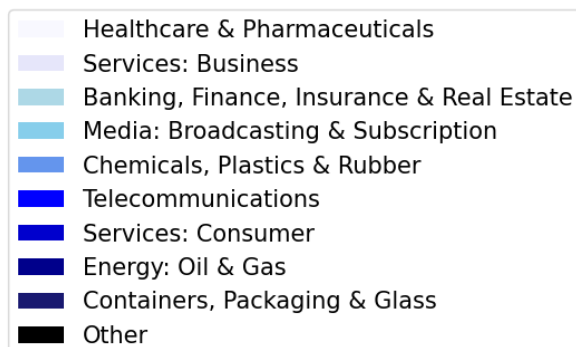 Healthcare & Pharmaceuticals
Services: Business
Banking, Finance, Insurance & Real Estate
Media: Broadcasting & Subscription
Chemicals, Plastics & Rubber
Telecommunications
Services: Consumer
Energy: Oil & Gas
Containers, Packaging & Glass
Other